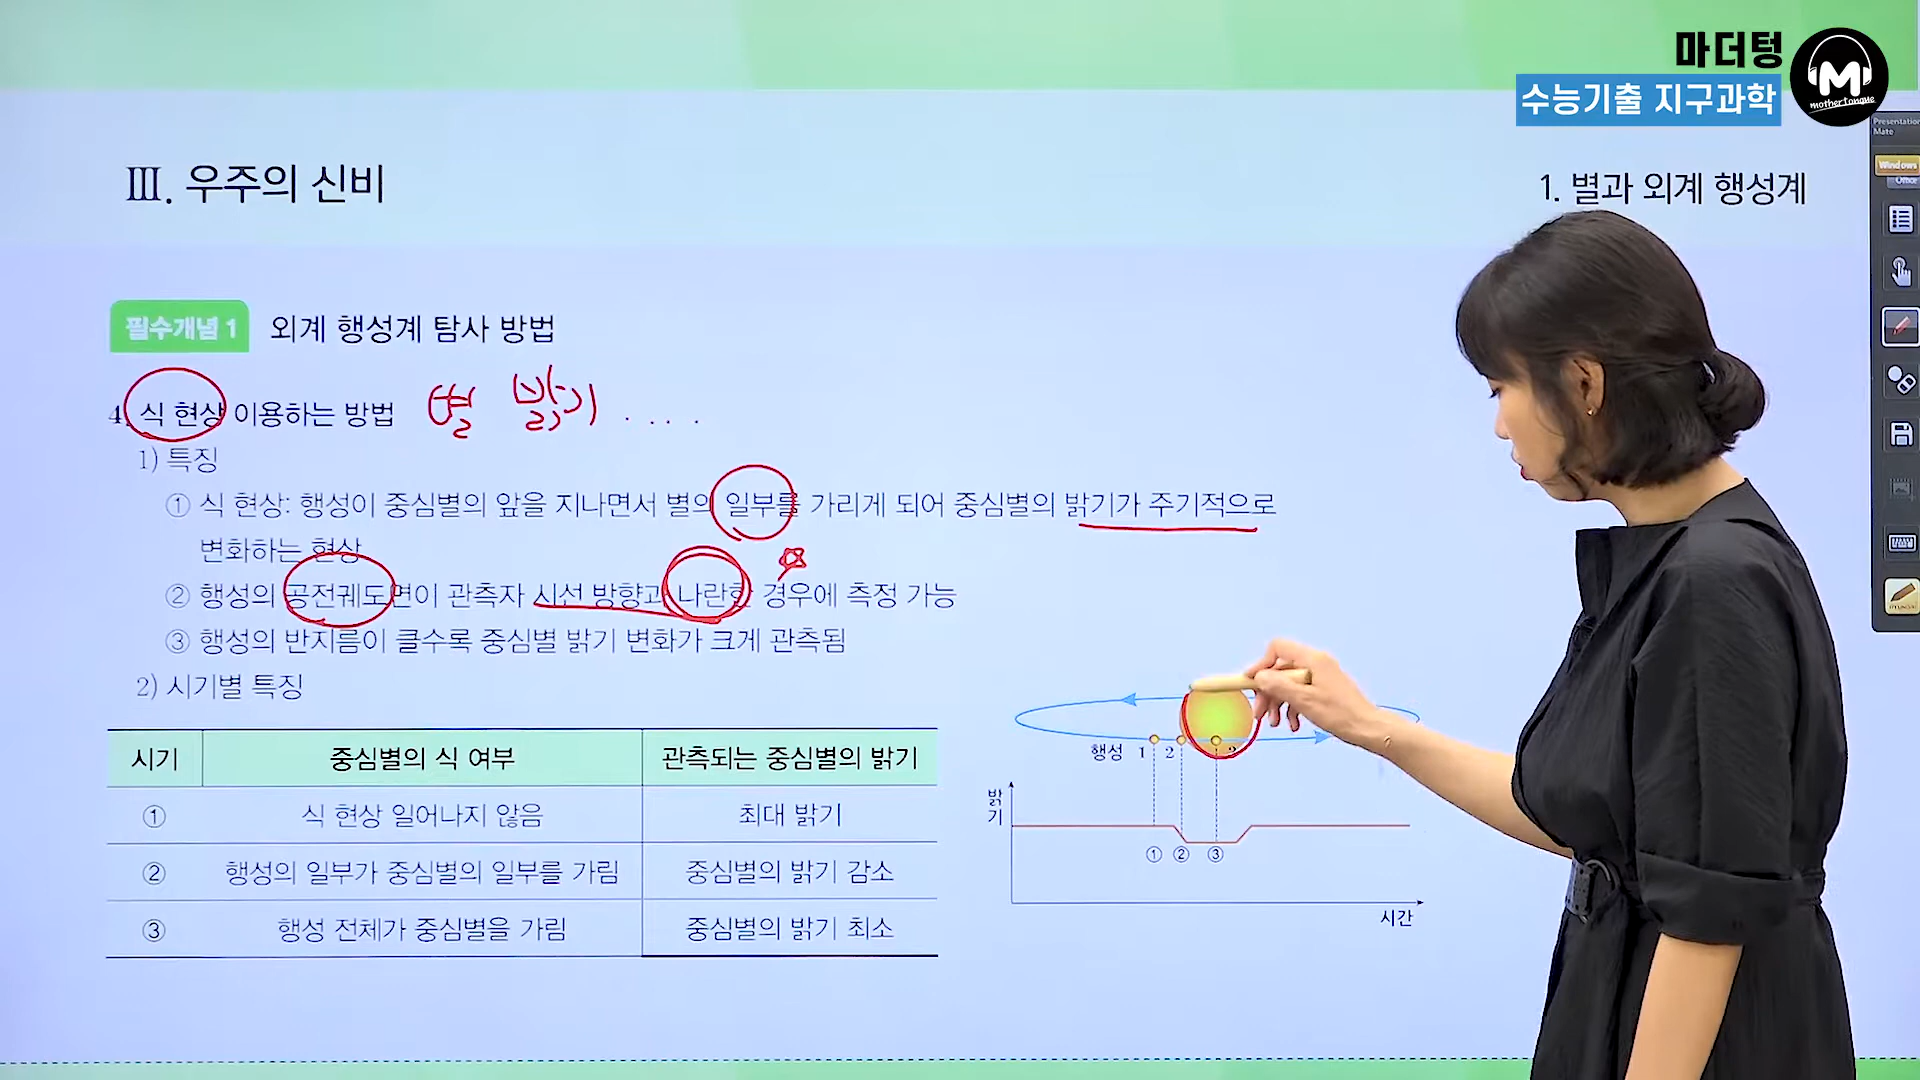 마더텅
수능기출 지구과학
mothertongue
Presentation
Mate
Windows
Office
Ⅲ. 우주의 신비
1. 별과 외계 행성계
필수개념 1
외계 행성계 탐사 방법
4. 식 현상 이용하는 방법
별 밝기 . . . .
1) 특징
① 식 현상: 행성이 중심별의 앞을 지나면서 별의 일부를 가리게 되어 중심별의 밝기가 주기적으로
변화하는 현상
② 행성의 공전궤도면이 관측자 시선 방향과 나란한 경우에 측정 가능
③ 행성의 반지름이 클수록 중심별 밝기 변화가 크게 관측됨
2) 시기별 특징
시기 중심별의 식 여부 관측되는 중심별의 밝기
① 식 현상 일어나지 않음 최대 밝기
② 행성의 일부가 중심별의 일부를 가림 중심별의 밝기 감소
③ 행성 전체가 중심별을 가림 중심별의 밝기 최소
행성 1 2 3
밝기
① ② ③
시간